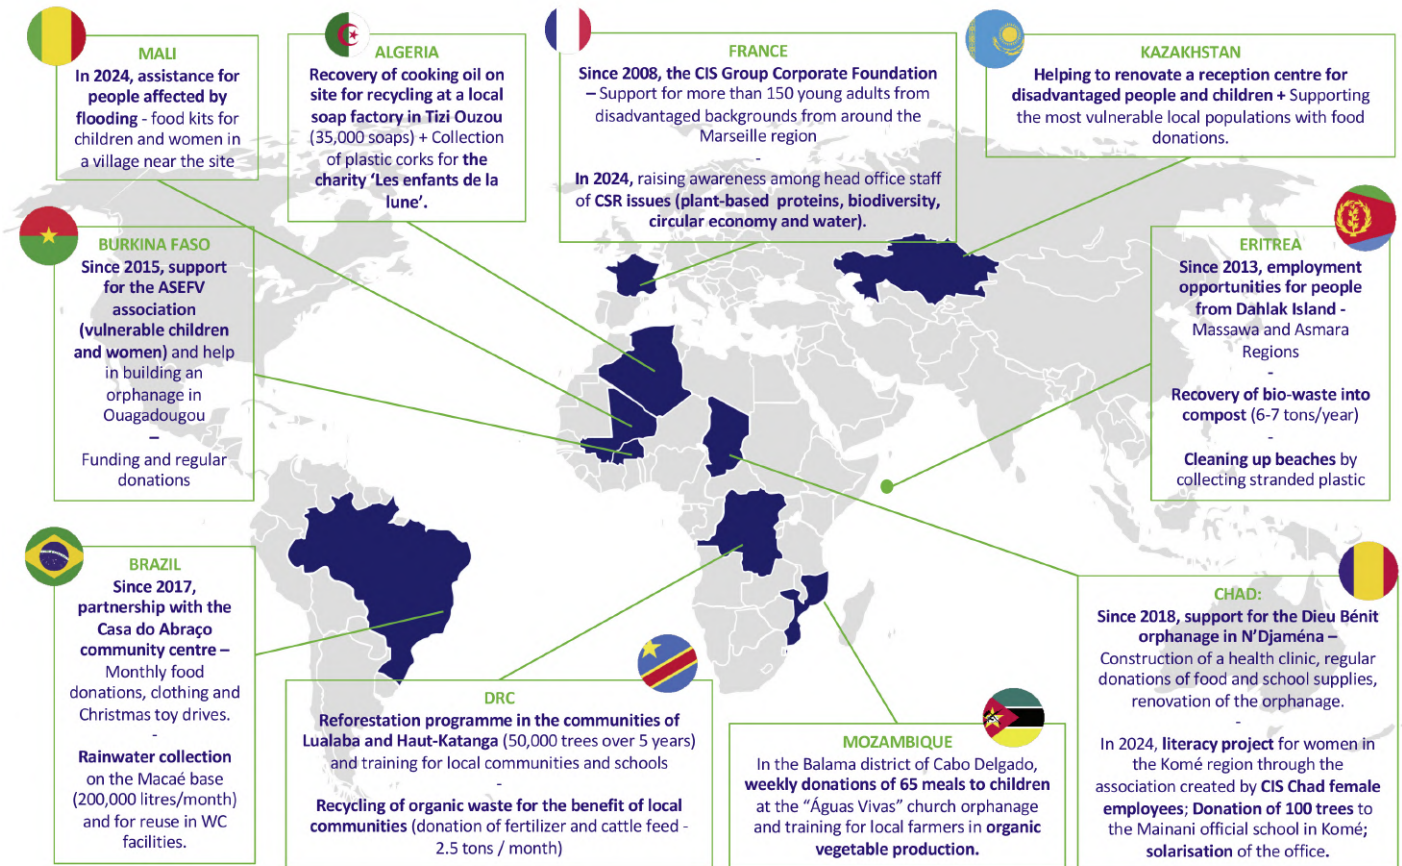 MALI
In 2024, assistance for
people affected by
flooding - food kits for
children and women in
a village near the site
ALGERIA
Recovery of cooking oil on
site for recycling at a local
soap factory in Tizi Ouzou
(35,000 soaps) + Collection
of plastic corks for the
charity ‘Les enfants de la
lune’.
FRANCE
Since 2008, the CIS Group Corporate Foundation
– Support for more than 150 young adults from
disadvantaged backgrounds from around the
Marseille region
-
In 2024, raising awareness among head office staff
of CSR issues (plant-based proteins, biodiversity,
circular economy and water).
KAZAKHSTAN
Helping to renovate a reception centre for
disadvantaged people and children + Supporting
the most vulnerable local populations with food
donations.
BURKINA FASO
Since 2015, support
for the ASEFV
association
(vulnerable children
and women) and help
in building an
orphanage in
Ouagadougou
–
Funding and regular
donations
ERITREA
Since 2013, employment
opportunities for people
from Dahlak Island -
Massawa and Asmara
Regions
-
Recovery of bio-waste into
compost (6-7 tons/year)
-
Cleaning up beaches by
collecting stranded plastic
BRAZIL
Since 2017,
partnership with the
Casa do Abraço
community centre –
Monthly food
donations, clothing and
Christmas toy drives.
-
Rainwater collection
on the Macaé base
(200,000 litres/month)
and for reuse in WC
facilities.
DRC
Reforestation programme in the communities of
Lualaba and Haut-Katanga (50,000 trees over 5 years)
and training for local communities and schools
-
Recycling of organic waste for the benefit of local
communities (donation of fertilizer and cattle feed -
2.5 tons / month)
MOZAMBIQUE
In the Balama district of Cabo Delgado,
weekly donations of 65 meals to children
at the “Águas Vivas” church orphanage
and training for local farmers in organic
vegetable production.
CHAD:
Since 2018, support for the Dieu Bénit
orphanage in N’Djaména –
Construction of a health clinic, regular
donations of food and school supplies,
renovation of the orphanage.
-
In 2024, literacy project for women in
the Komé region through the
association created by CIS Chad female
employees; Donation of 100 trees to
the Mainani official school in Komé;
solarisation of the office.